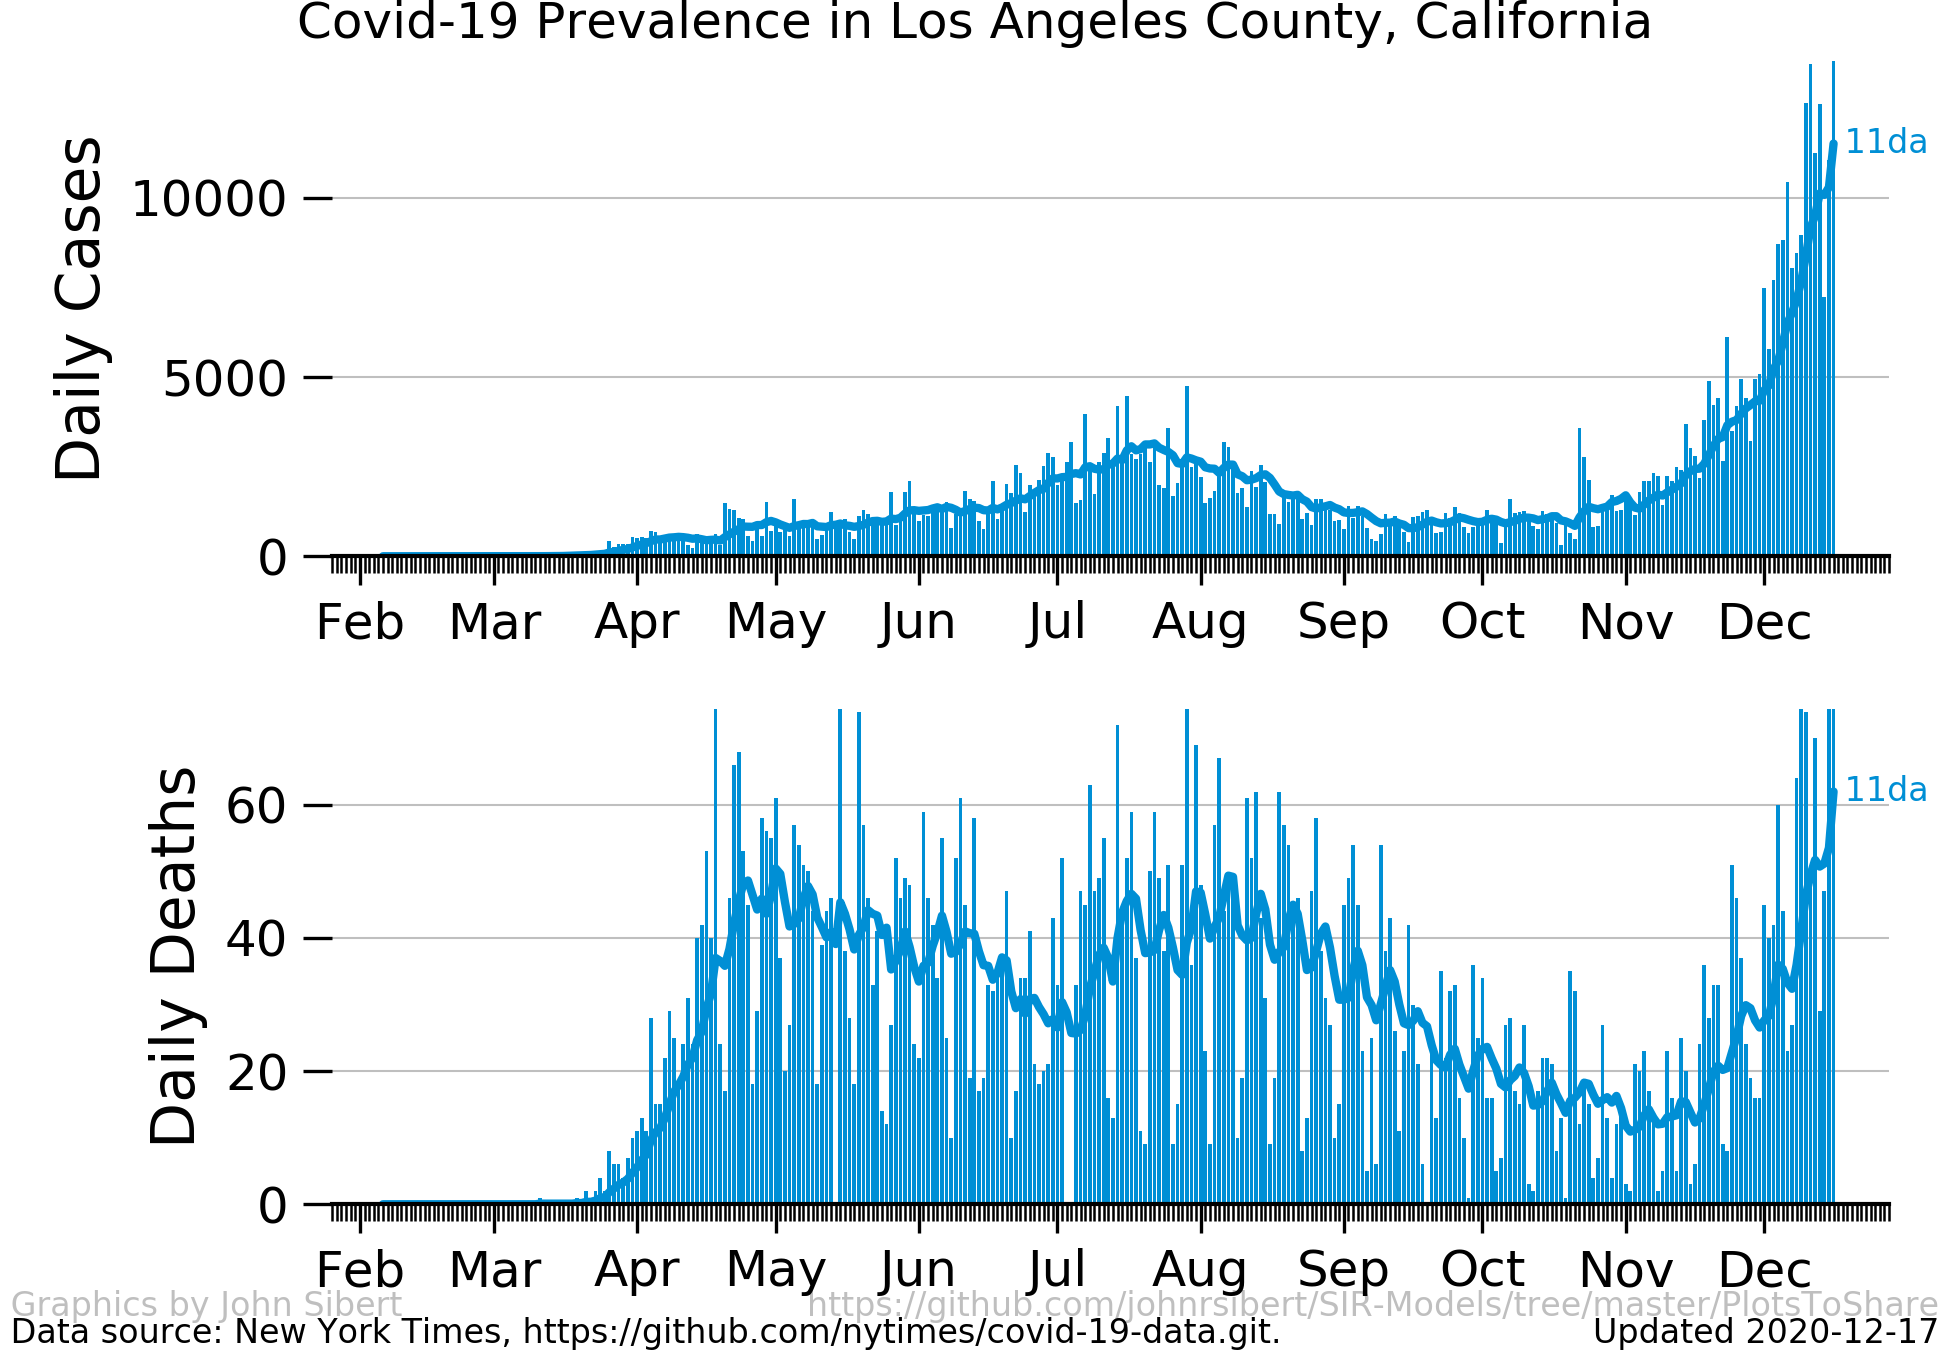 Covid-19 Prevalence in Los Angeles County, California
Daily Cases
10000
5000
0
11da
Feb Mar Apr May Jun Jul Aug Sep Oct Nov Dec
Daily Deaths
60
40
20
0
11da
Feb Mar Apr May Jun Jul Aug Sep Oct Nov Dec
Graphics by John Sibert https://github.com/johnrsibert/SIR-Models/tree/master/PlotsToShare
Data source: New York Times, https://github.com/nytimes/covid-19-data.git. Updated 2020-12-17